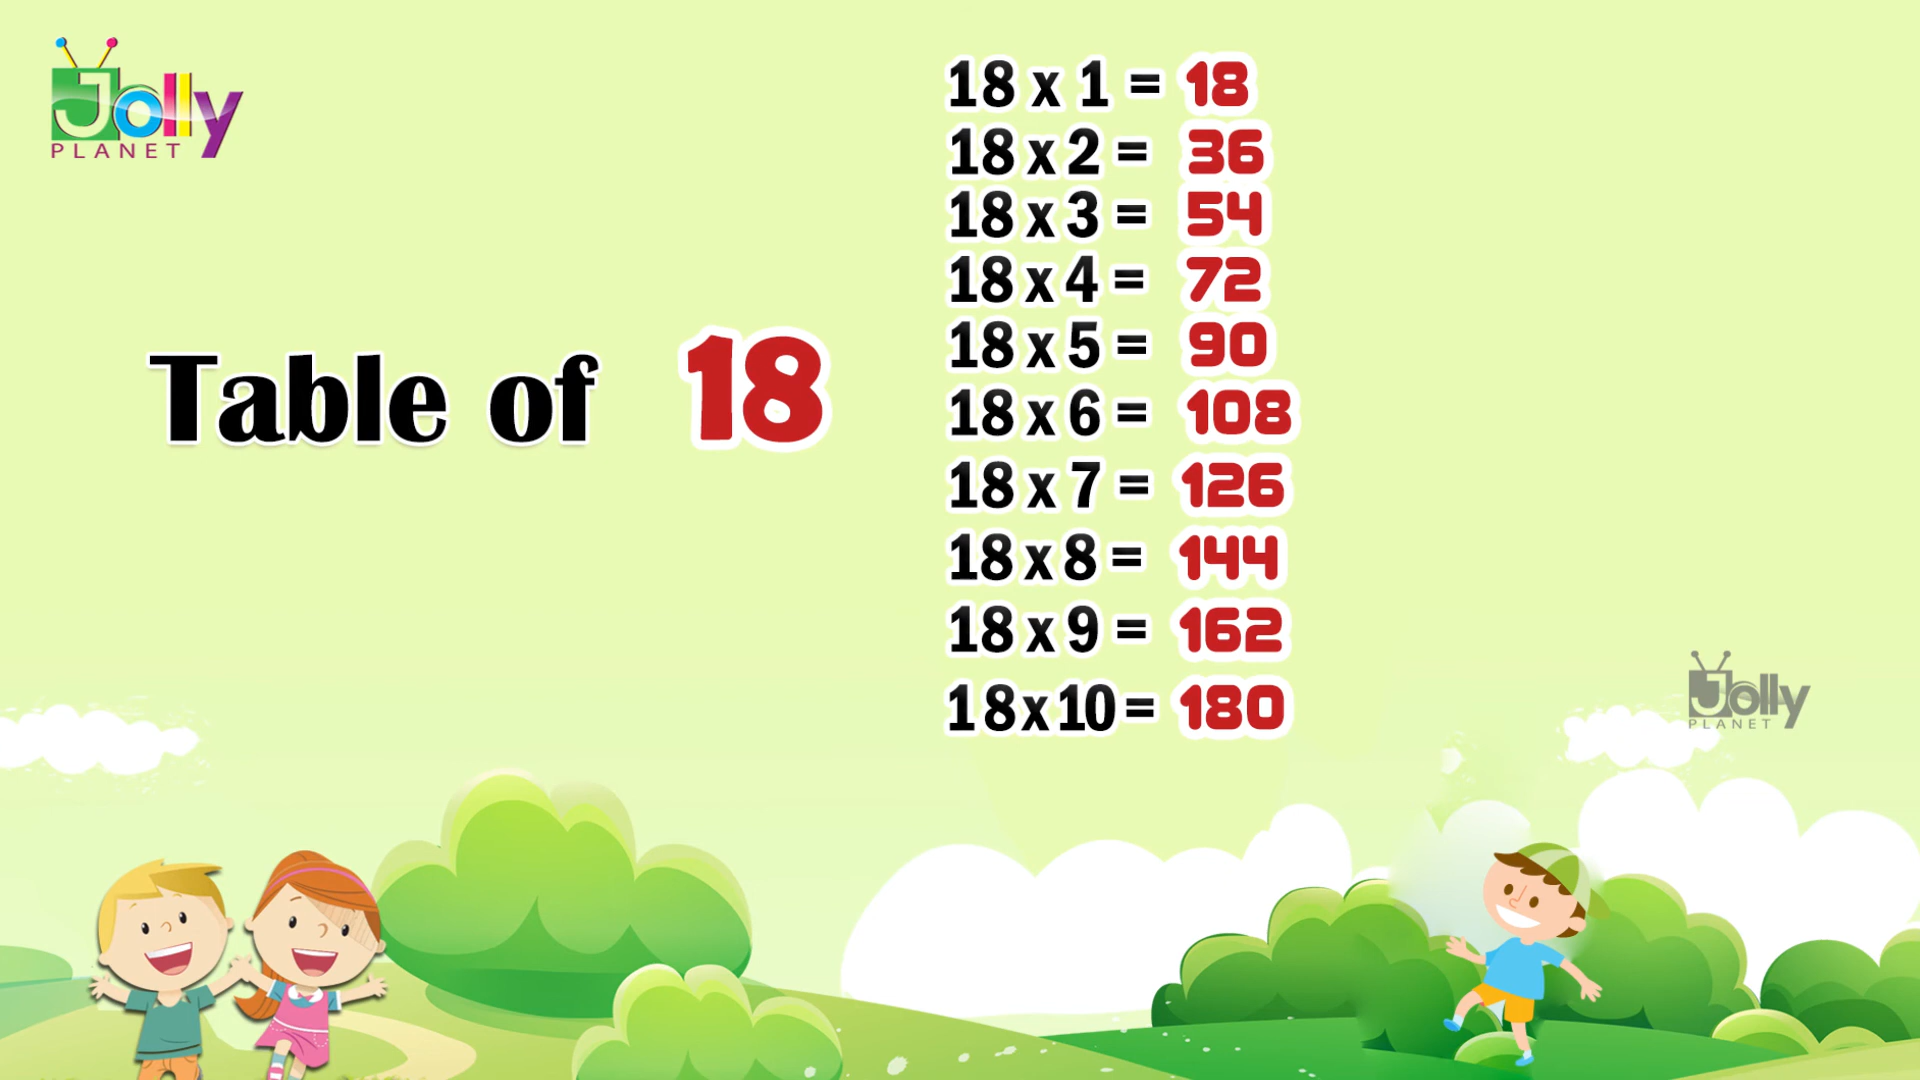 Jolly
PLANET
Table of 18
18 x 1 = 18
18 x 2 = 36
18 x 3 = 54
18 x 4 = 72
18 x 5 = 90
18 x 6 = 108
18 x 7 = 126
18 x 8 = 144
18 x 9 = 162
18 x 10 = 180
Jolly
PLANET